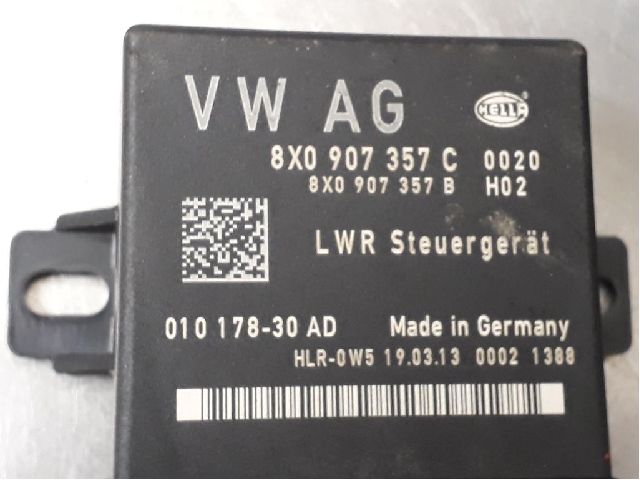 VW AG HELLA
8X0 907 357 C 0020
8X0 907 357 B H02
LWR Steuergerät
010 178-30 AD Made in Germany
HLR-0W5 19.03.13 0002 1388